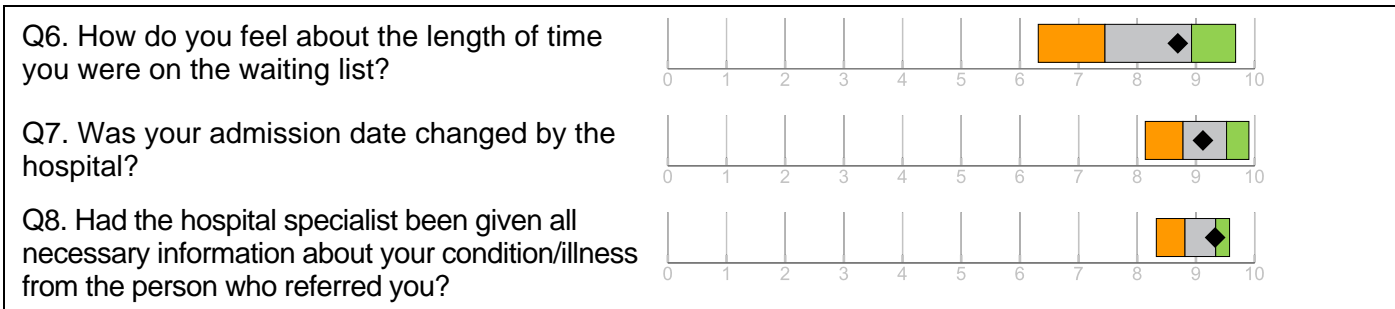 Q6. How do you feel about the length of time
you were on the waiting list?
0 1 2 3 4 5 6 7 8 9 10
Q7. Was your admission date changed by the
hospital?
0 1 2 3 4 5 6 7 8 9 10
Q8. Had the hospital specialist been given all
necessary information about your condition/illness
from the person who referred you?
0 1 2 3 4 5 6 7 8 9 10